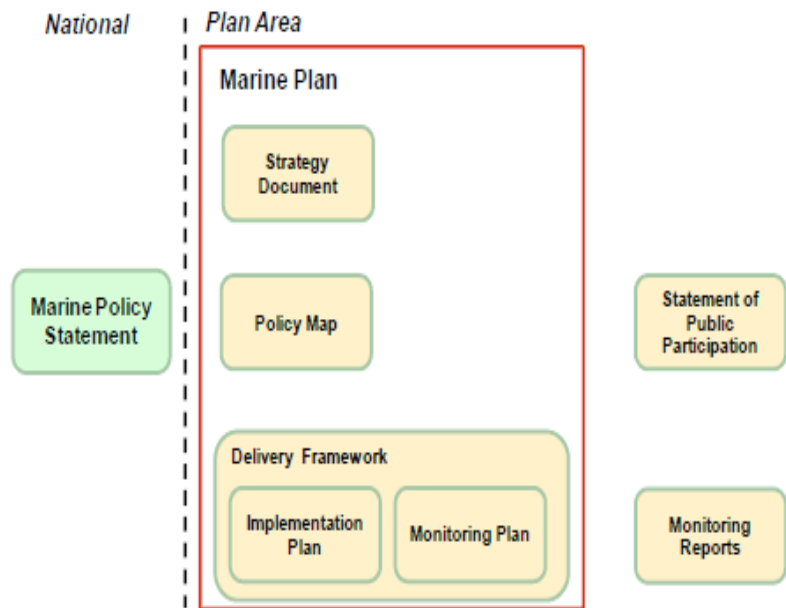 National
Plan Area
Marine Plan
Strategy
Document
Marine Policy
Statement
Policy Map
Statement of
Public
Participation
Delivery Framework
Implementation
Plan
Monitoring Plan
Monitoring
Reports